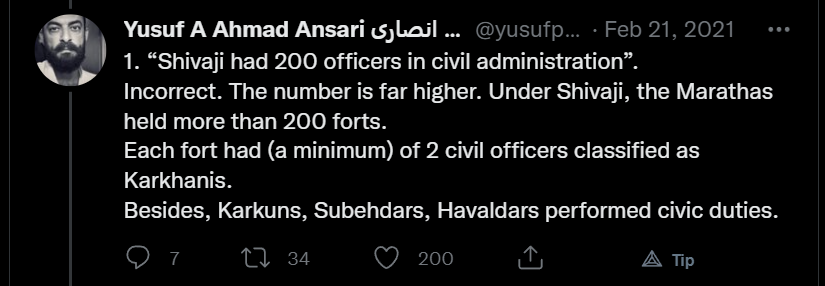 Yusuf A Ahmad Ansari انصاری ... @yusufp... · Feb 21, 2021
1. “Shivaji had 200 officers in civil administration”.
Incorrect. The number is far higher. Under Shivaji, the Marathas
held more than 200 forts.
Each fort had (a minimum) of 2 civil officers classified as
Karkhanis.
Besides, Karkuns, Subehdars, Havaldars performed civic duties.
7 34 200 Tip